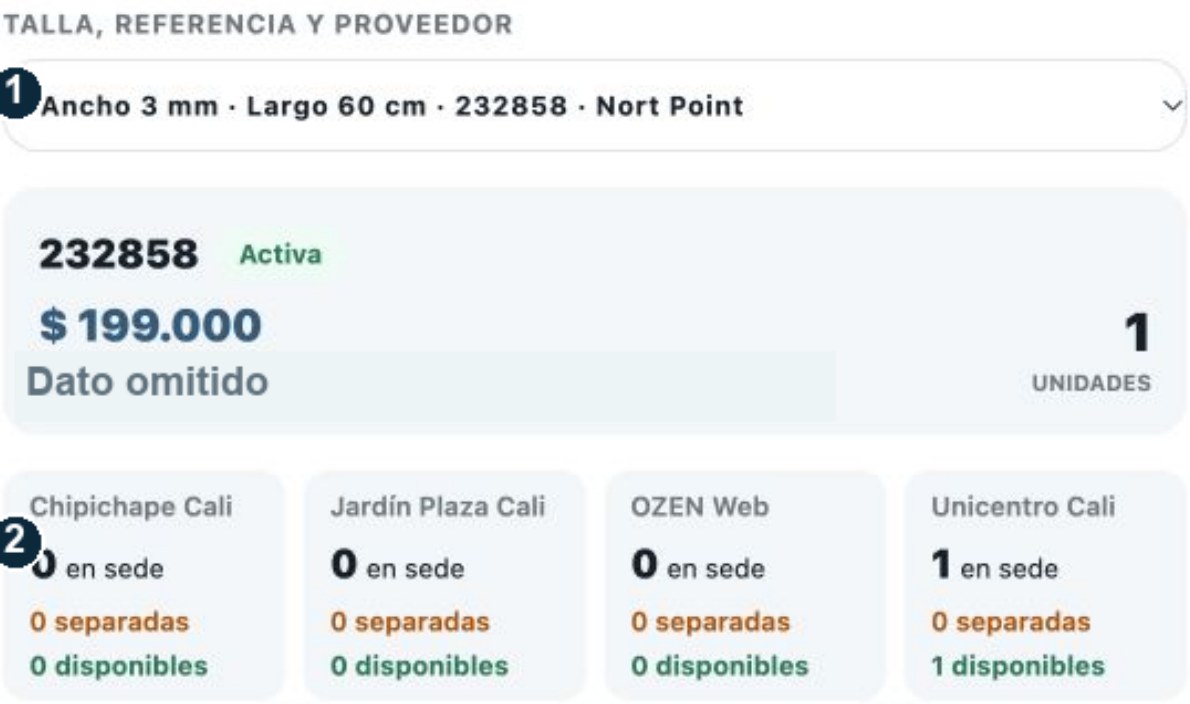 TALLA, REFERENCIA Y PROVEEDOR
1
Ancho 3 mm · Largo 60 cm · 232858 · Nort Point
232858 Activa
$ 199.000
Dato omitido
1
UNIDADES
2
Chipichape Cali
0 en sede
0 separadas
0 disponibles
Jardín Plaza Cali
0 en sede
0 separadas
0 disponibles
OZEN Web
0 en sede
0 separadas
0 disponibles
Unicentro Cali
1 en sede
0 separadas
1 disponibles